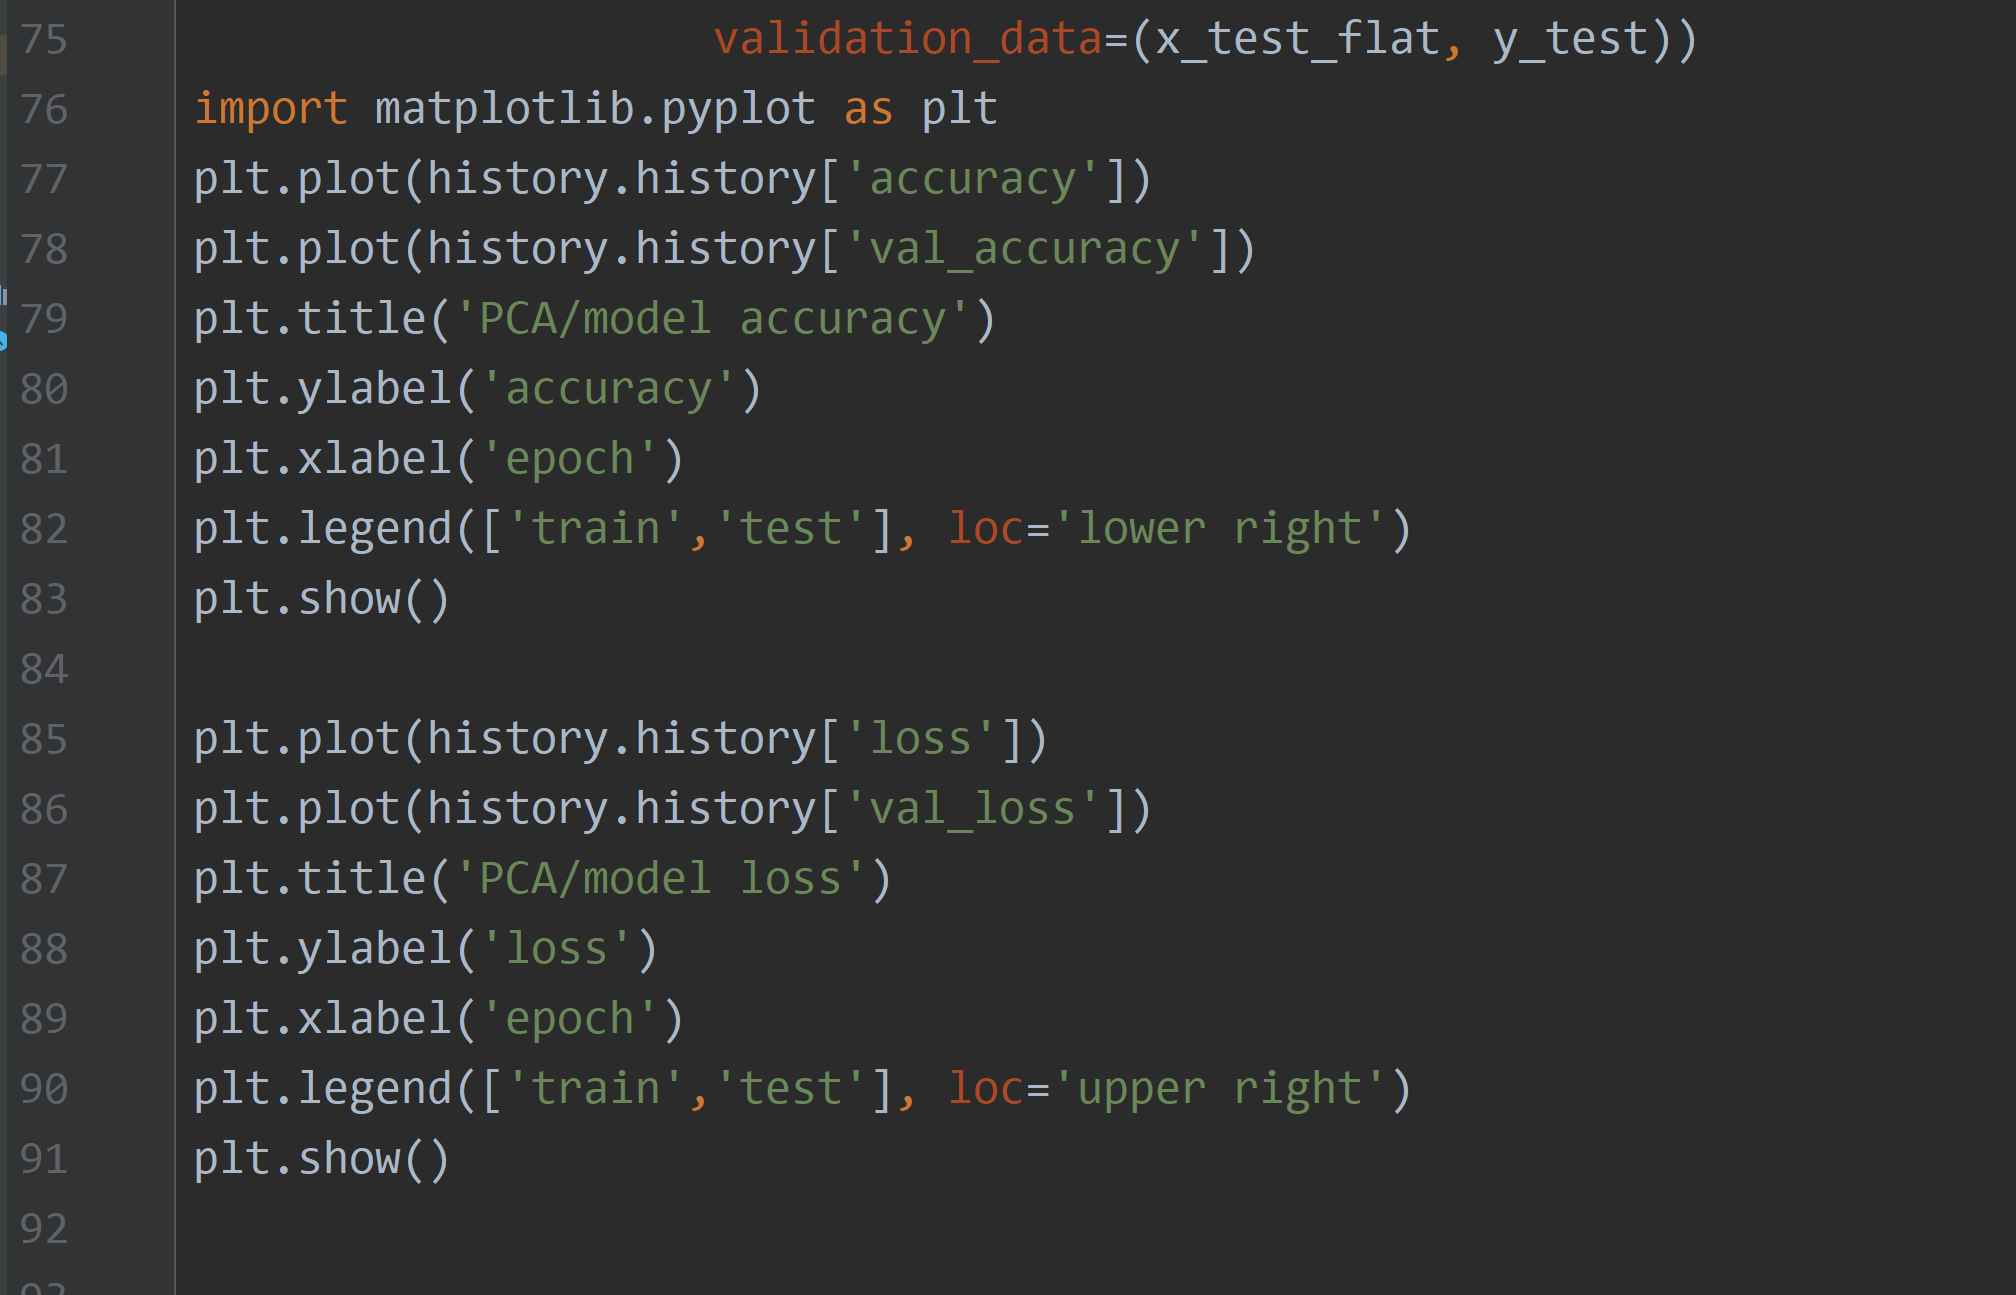 75 validation_data=(x_test_flat, y_test))
76 import matplotlib.pyplot as plt
77 plt.plot(history.history['accuracy'])
78 plt.plot(history.history['val_accuracy'])
79 plt.title('PCA/model accuracy')
80 plt.ylabel('accuracy')
81 plt.xlabel('epoch')
82 plt.legend(['train','test'], loc='lower right')
83 plt.show()
84
85 plt.plot(history.history['loss'])
86 plt.plot(history.history['val_loss'])
87 plt.title('PCA/model loss')
88 plt.ylabel('loss')
89 plt.xlabel('epoch')
90 plt.legend(['train','test'], loc='upper right')
91 plt.show()
92